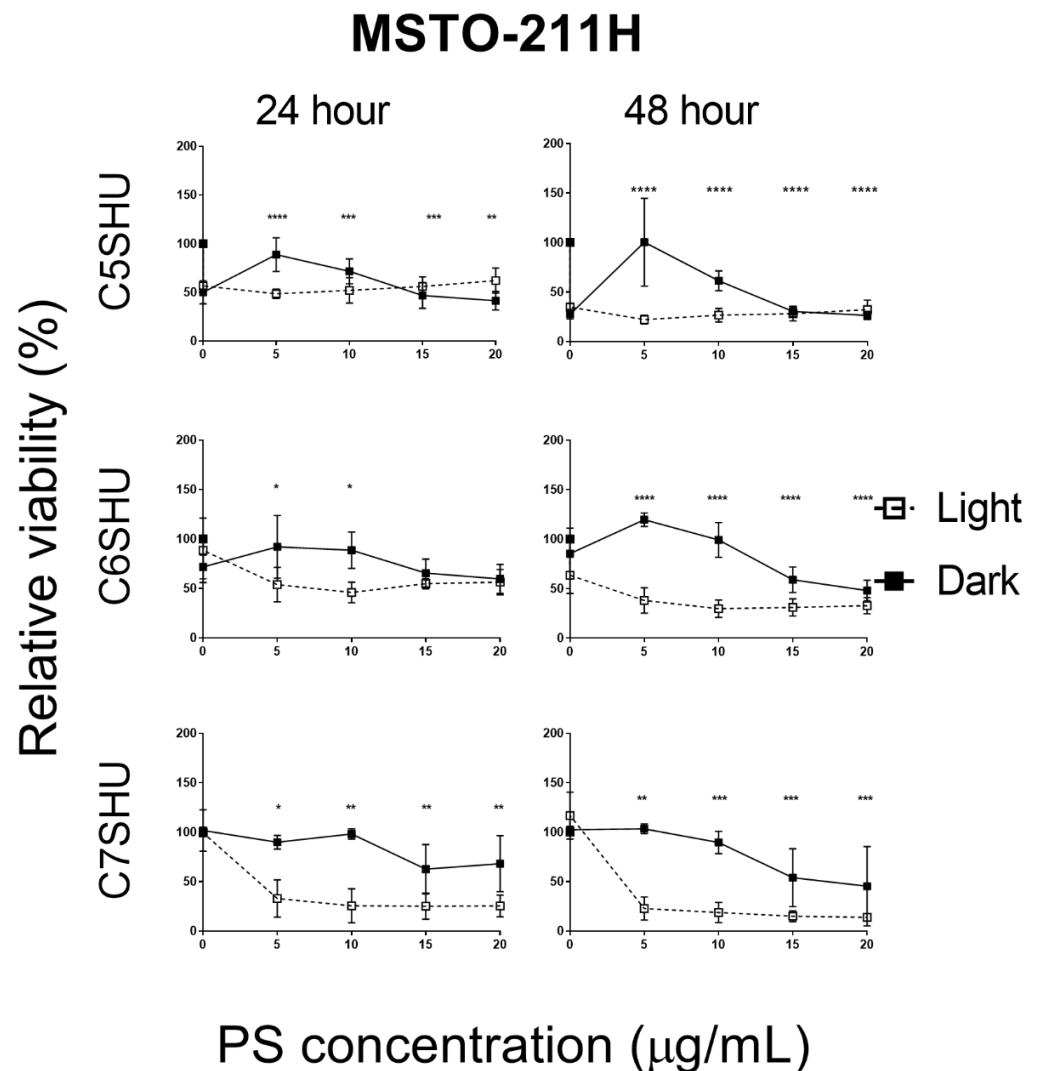 MSTO-211H
24 hour
48 hour
C5SHU
200
150
100
50
0
**** *** *** **
0 5 10 15 20
200
150
100
50
0
**** **** **** ****
0 5 10 15 20
C6SHU
200
150
100
50
0
* *
0 5 10 15 20
200
150
100
50
0
**** **** **** ****
0 5 10 15 20
Light
Dark
C7SHU
200
150
100
50
0
* ** ** **
0 5 10 15 20
200
150
100
50
0
** *** *** ***
0 5 10 15 20
Relative viability (%)
PS concentration (μg/mL)